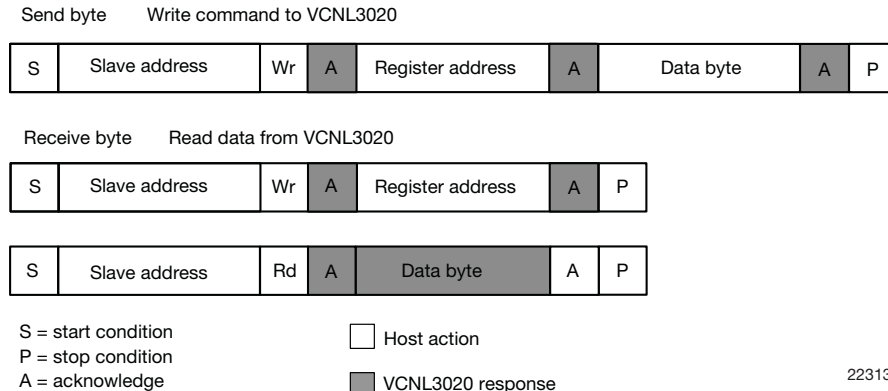 Send byte Write command to VCNL3020
S Slave address Wr A Register address A Data byte A P
Receive byte Read data from VCNL3020
S Slave address Wr A Register address A P
S Slave address Rd A Data byte A P
S = start condition
P = stop condition
A = acknowledge
Host action
VCNL3020 response
22313